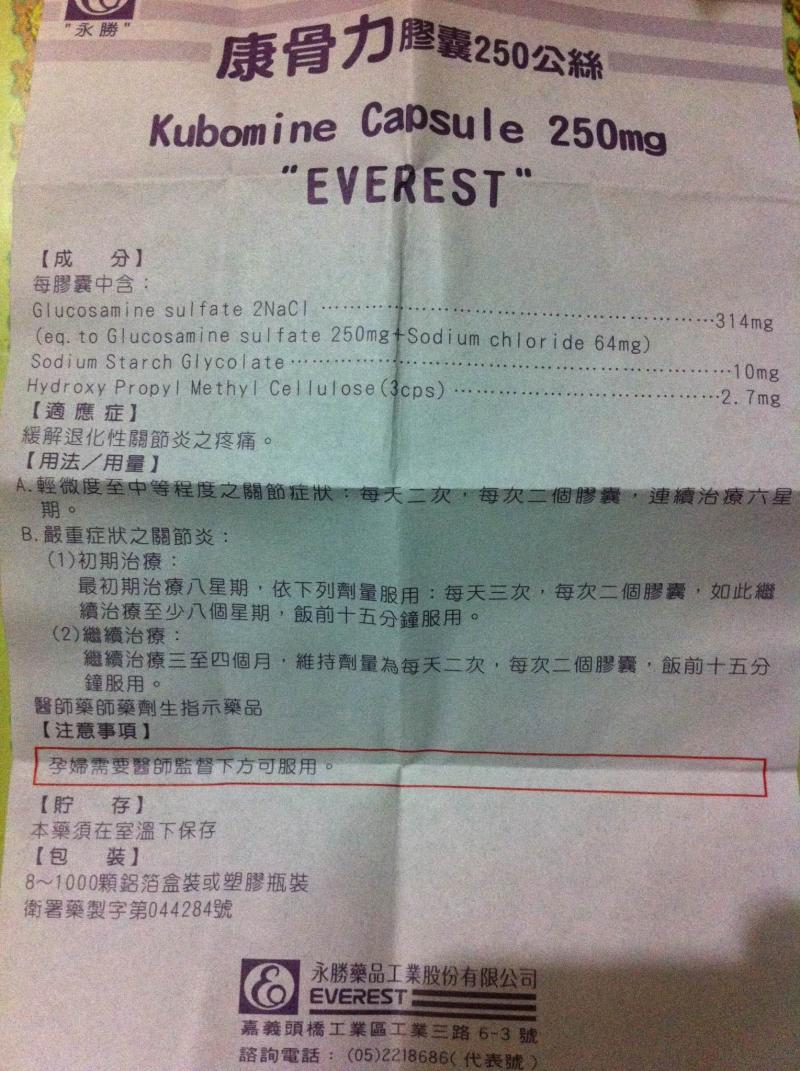 "永勝"
康骨力膠囊250公絲
Kubomine Capsule 250mg
"EVEREST"
【成 分】
每膠囊中含：
Glucosamine sulfate 2NaCl ………………………………………314mg
(eq. to Glucosamine sulfate 250mg+Sodium chloride 64mg)
Sodium Starch Glycolate………………………………………10mg
Hydroxy Propyl Methyl Cellulose(3cps) ………………………2.7mg
【適應症】
緩解退化性關節炎之疼痛。
【用法／用量】
A.輕微度至中等程度之關節症狀：每天二次，每次二個膠囊，連續治療六星
期。
B.嚴重症狀之關節炎：
(1)初期治療：
最初期治療八星期，依下列劑量服用：每天三次，每次二個膠囊，如此繼
續治療至少八個星期，飯前十五分鐘服用。
(2)繼續治療：
繼續治療三至四個月，維持劑量為每天二次，每次二個膠囊，飯前十五分
鐘服用。
醫師藥師藥劑生指示藥品
【注意事項】
孕婦需要醫師監督下方可服用。
【貯 存】
本藥須在室溫下保存
【包 裝】
8～1000顆鋁箔盒裝或塑膠瓶裝
衛署藥製字第044284號
永勝藥品工業股份有限公司
EVEREST
嘉義頭橋工業區工業三路 6-3 號
諮詢電話：(05)2218686(代表號)